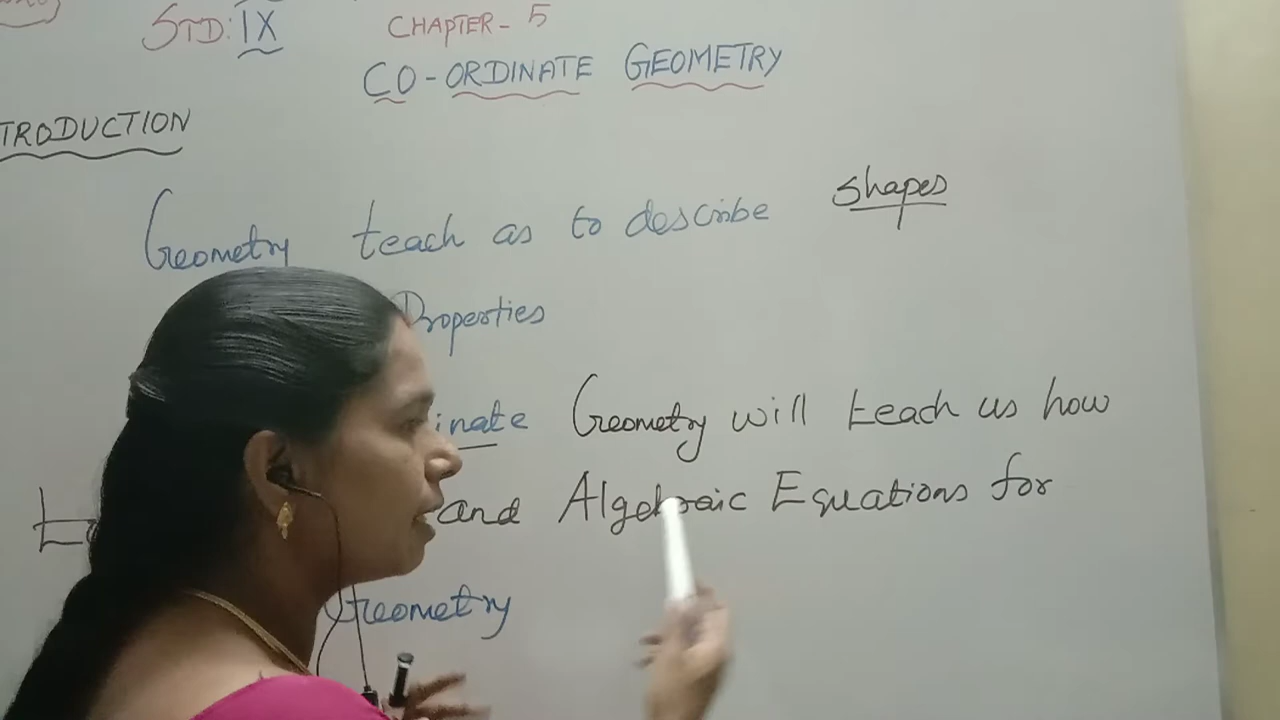 STD: IX CHAPTER - 5
CO-ORDINATE GEOMETRY
TRODUCTION
Geometry teach as to describe shapes
Properties
inate Geometry will teach us how
and Algebraic Equations for
Geometry